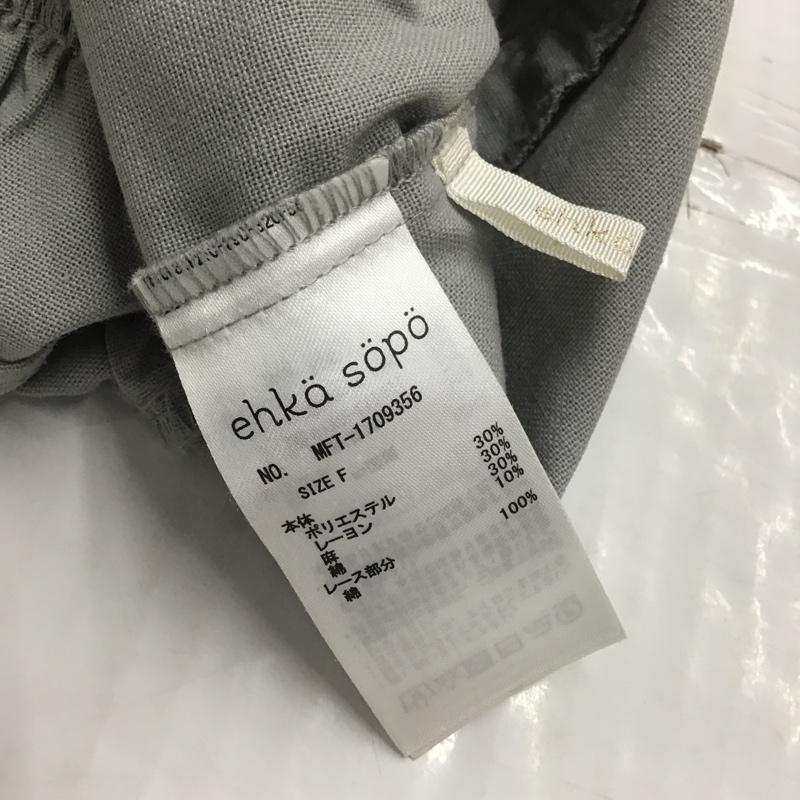 ehkä söpö
NO. MFT-1709356
SIZE F
本体
ポリエステル 30%
レーヨン 30%
麻 30%
綿 10%
レース部分
綿 100%
ehkä